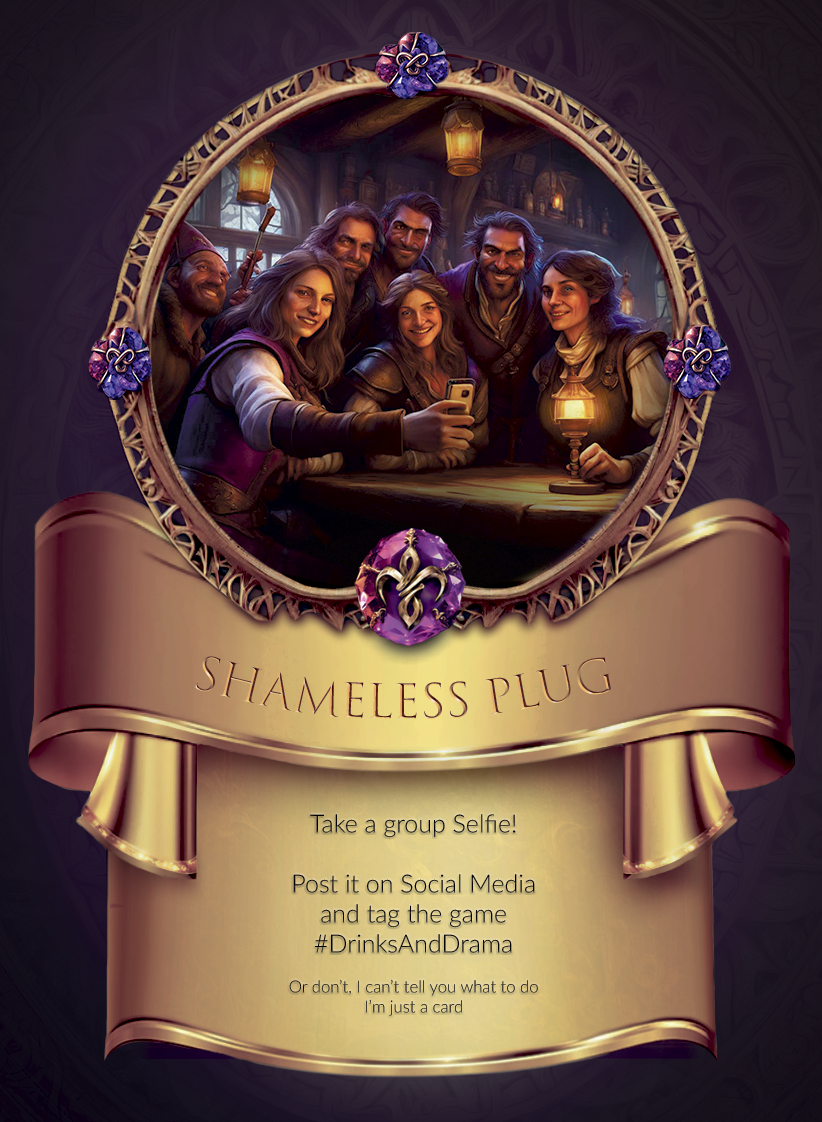 SHAMELESS PLUG
Take a group Selfie!
Post it on Social Media
and tag the game
#DrinksAndDrama
Or don't, I can't tell you what to do
I'm just a card